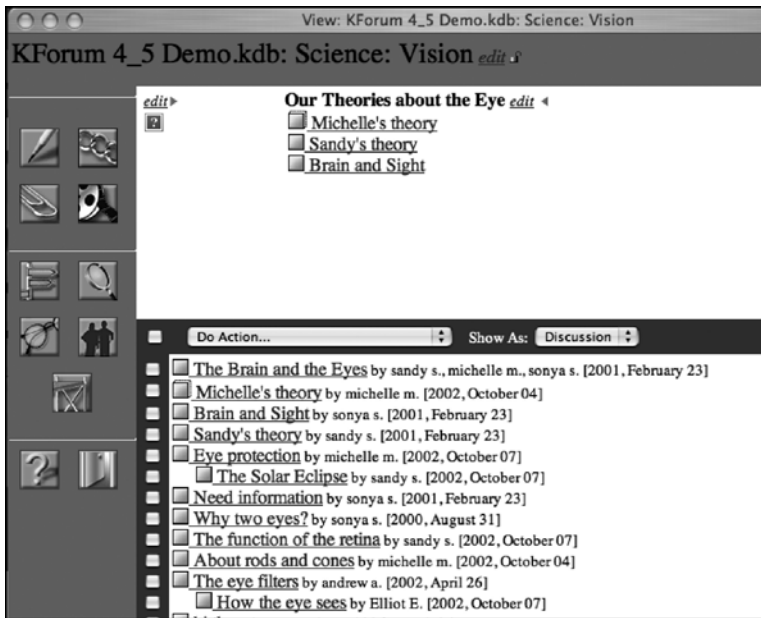 View: KForum 4_5 Demo.kdb: Science: Vision
KForum 4_5 Demo.kdb: Science: Vision edit
edit
Our Theories about the Eye edit
?
Michelle's theory
Sandy's theory
Brain and Sight
Do Action... Show As: Discussion
The Brain and the Eyes by sandy s., michelle m., sonya s. [2001, February 23]
Michelle's theory by michelle m. [2002, October 04]
Brain and Sight by sonya s. [2001, February 23]
Sandy's theory by sandy s. [2001, February 23]
Eye protection by michelle m. [2002, October 07]
The Solar Eclipse by sandy s. [2002, October 07]
Need information by sonya s. [2001, February 23]
Why two eyes? by sonya s. [2000, August 31]
The function of the retina by sandy s. [2002, October 07]
About rods and cones by michelle m. [2002, October 04]
The eye filters by andrew a. [2002, April 26]
How the eye sees by Elliot E. [2002, October 07]